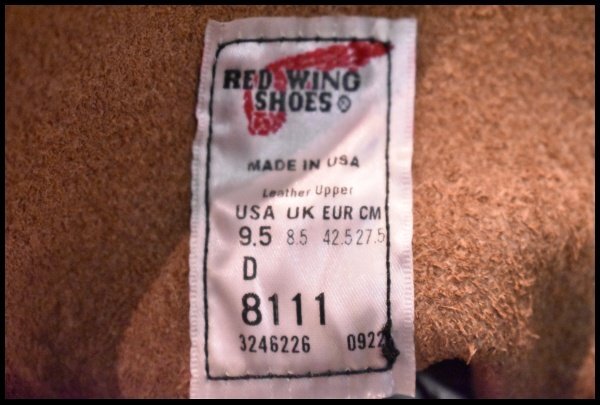 RED WING
SHOES®
MADE IN USA
Leather Upper
USA UK EUR CM
9.5 8.5 42.5 27.5
D
8111
3246226 0922